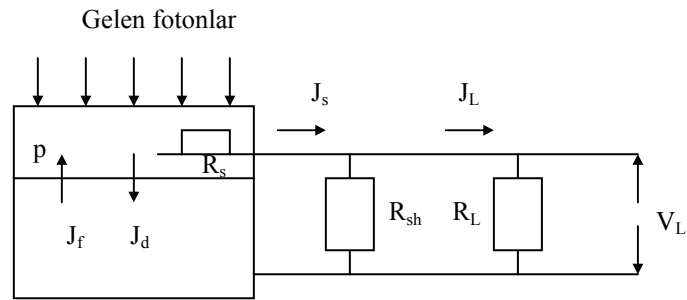 Gelen fotonlar
J_s J_L
p
R_s
R_sh R_L
J_f J_d V_L